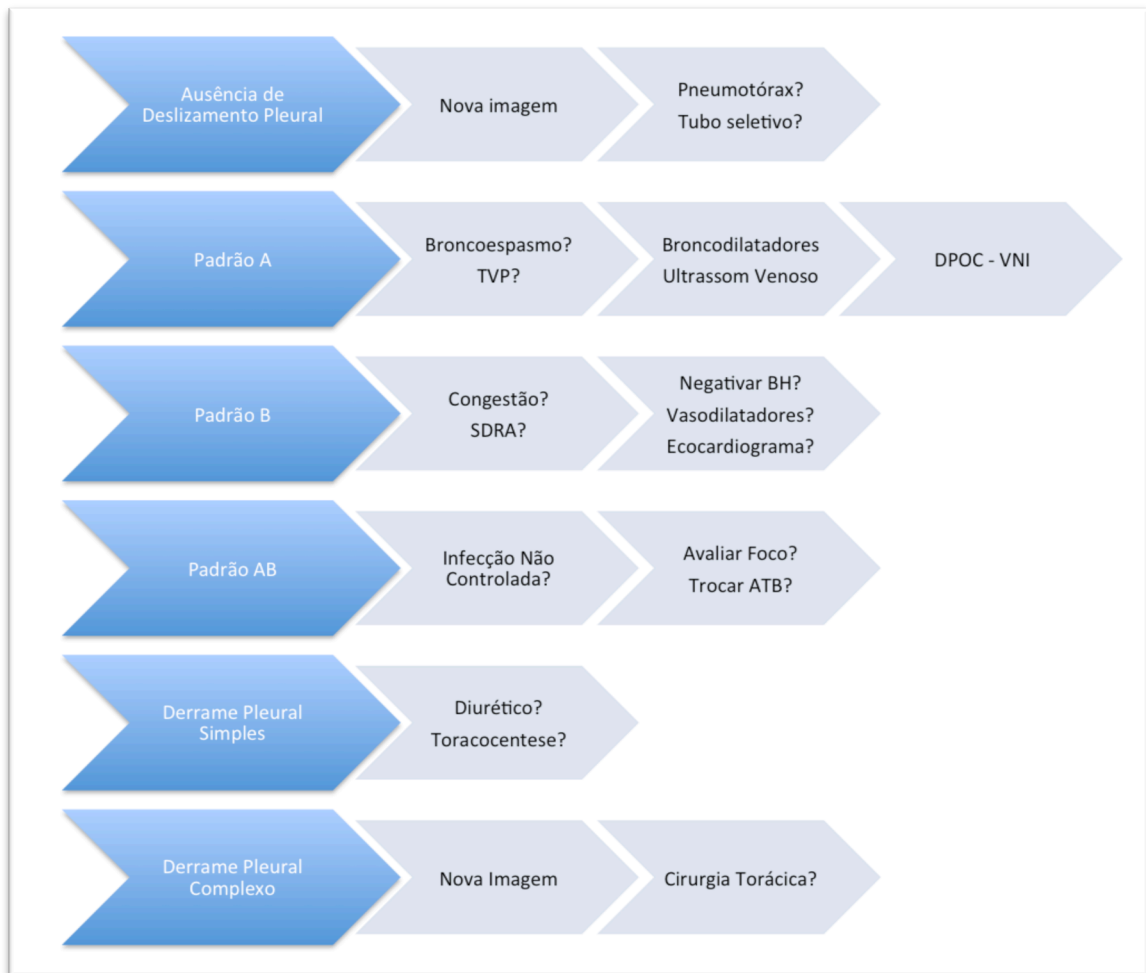 Ausência de
Deslizamento Pleural
Nova imagem
Pneumotórax?
Tubo seletivo?
Padrão A
Broncoespasmo?
TVP?
Broncodilatadores
Ultrassom Venoso
DPOC - VNI
Padrão B
Congestão?
SDRA?
Negativar BH?
Vasodilatadores?
Ecocardiograma?
Padrão AB
Infecção Não
Controlada?
Avaliar Foco?
Trocar ATB?
Derrame Pleural
Simples
Diurético?
Toracocentese?
Derrame Pleural
Complexo
Nova Imagem
Cirurgia Torácica?